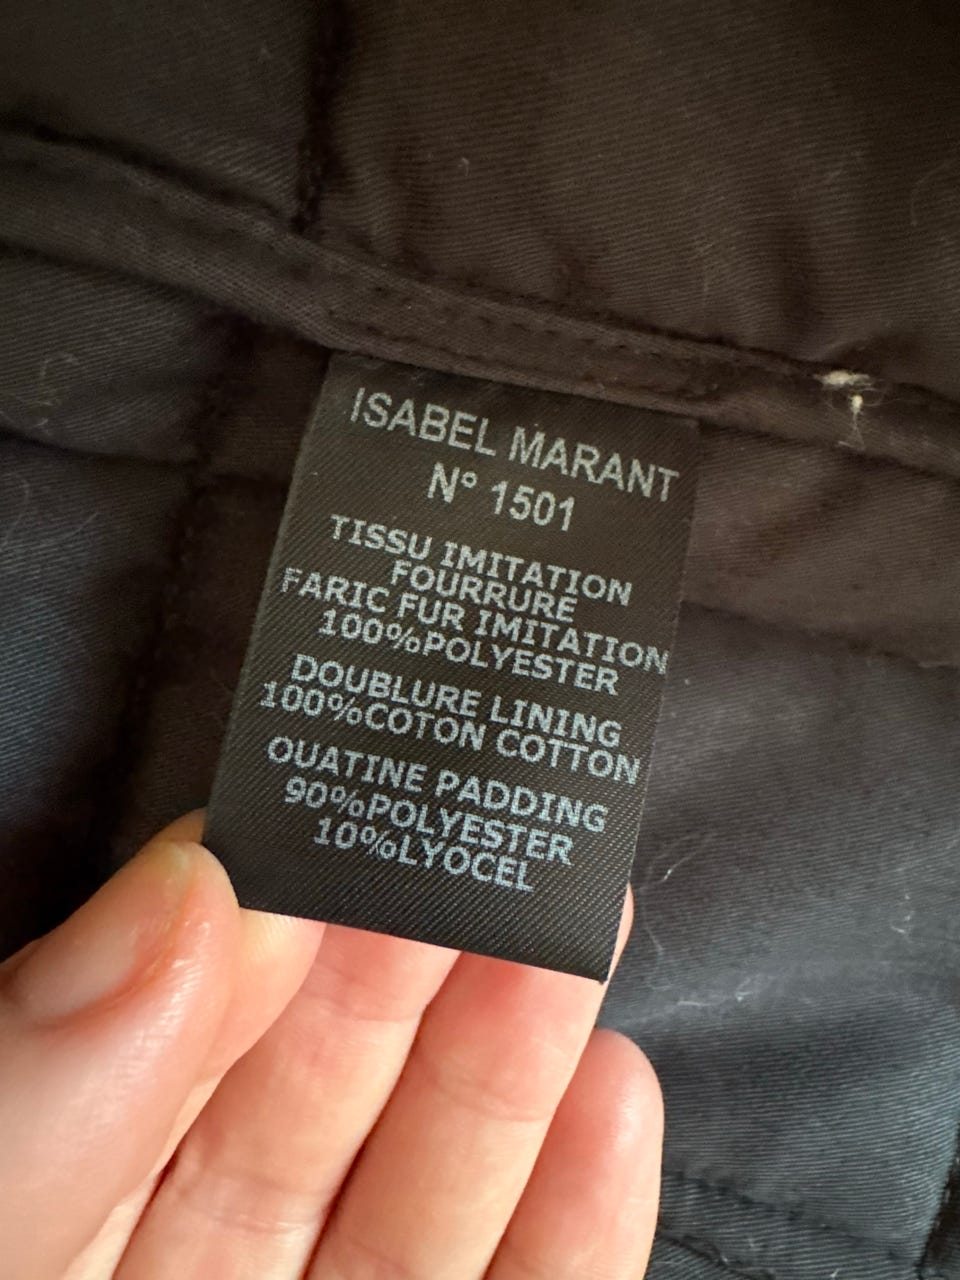 ISABEL MARANT
N° 1501
TISSU IMITATION
FOURRURE
FARIC FUR IMITATION
100%POLYESTER
DOUBLURE LINING
100%COTON COTTON
OUATINE PADDING
90%POLYESTER
10%LYOCEL